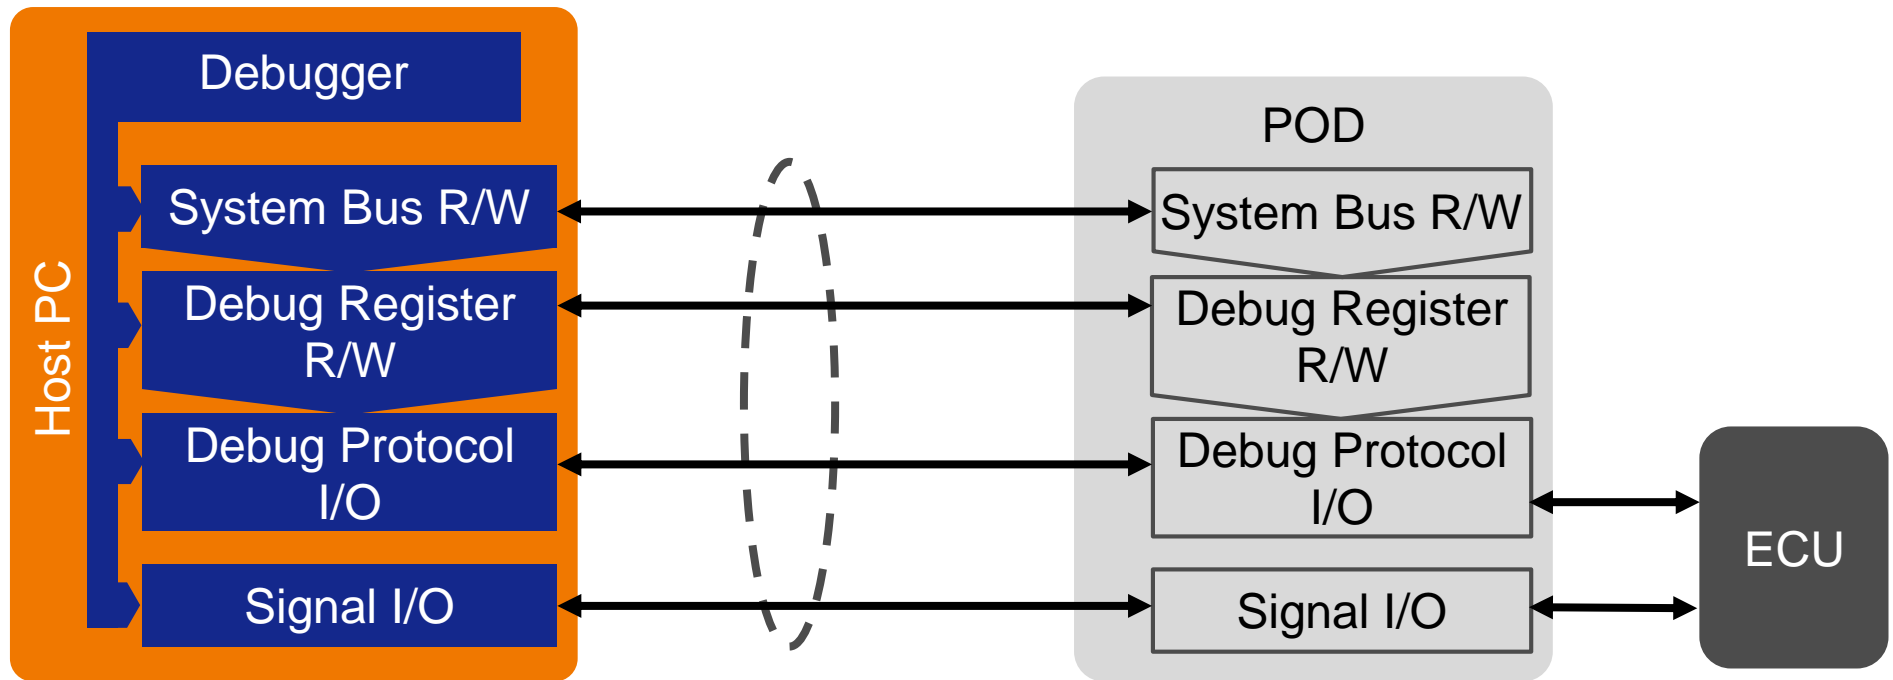 Host PC
Debugger
System Bus R/W
Debug Register
R/W
Debug Protocol
I/O
Signal I/O
POD
System Bus R/W
Debug Register
R/W
Debug Protocol
I/O
Signal I/O
ECU